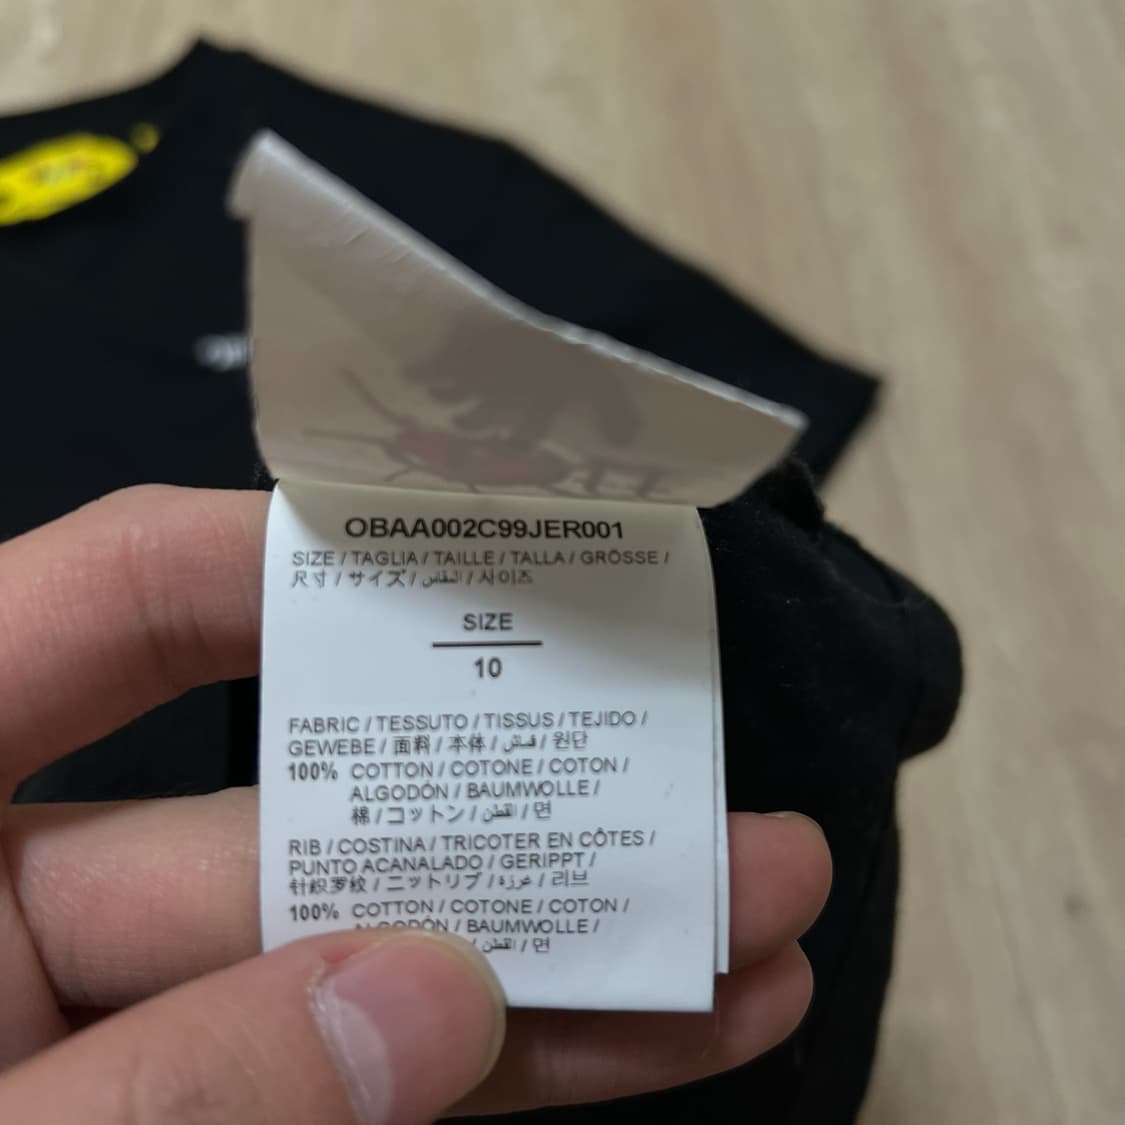 OBAA002C99JER001
SIZE / TAGLIA / TAILLE / TALLA / GRÖSSE /
尺寸 / サイズ / المقاس / 사이즈
SIZE
10
FABRIC / TESSUTO / TISSUS / TEJIDO /
GEWEBE / 面料 / 本体 / قماش / 원단
100% COTTON / COTONE / COTON /
ALGODÓN / BAUMWOLLE /
棉 / コットン / القطن / 면
RIB / COSTINA / TRICOTER EN CÔTES /
PUNTO ACANALADO / GERIPPT /
针织罗纹 / ニットリブ / غرزة / 리브
100% COTTON / COTONE / COTON /
ALGODÓN / BAUMWOLLE /
القطن / 면